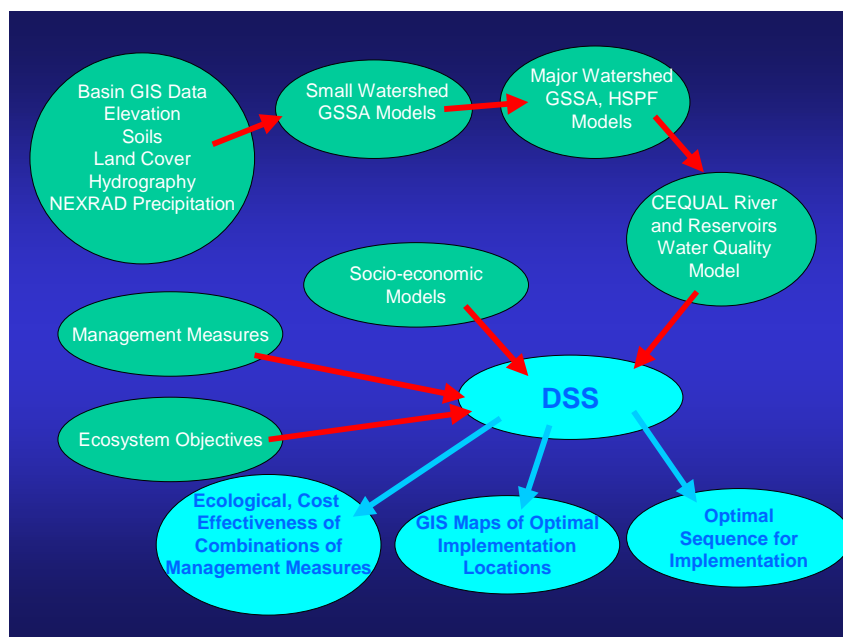 Basin GIS Data
Elevation
Soils
Land Cover
Hydrography
NEXRAD Precipitation
Small Watershed
GSSA Models
Major Watershed
GSSA, HSPF
Models
CEQUAL River
and Reservoirs
Water Quality
Model
Socio-economic
Models
Management Measures
Ecosystem Objectives
DSS
Ecological, Cost
Effectiveness of
Combinations of
Management Measures
GIS Maps of Optimal
Implementation
Locations
Optimal
Sequence for
Implementation